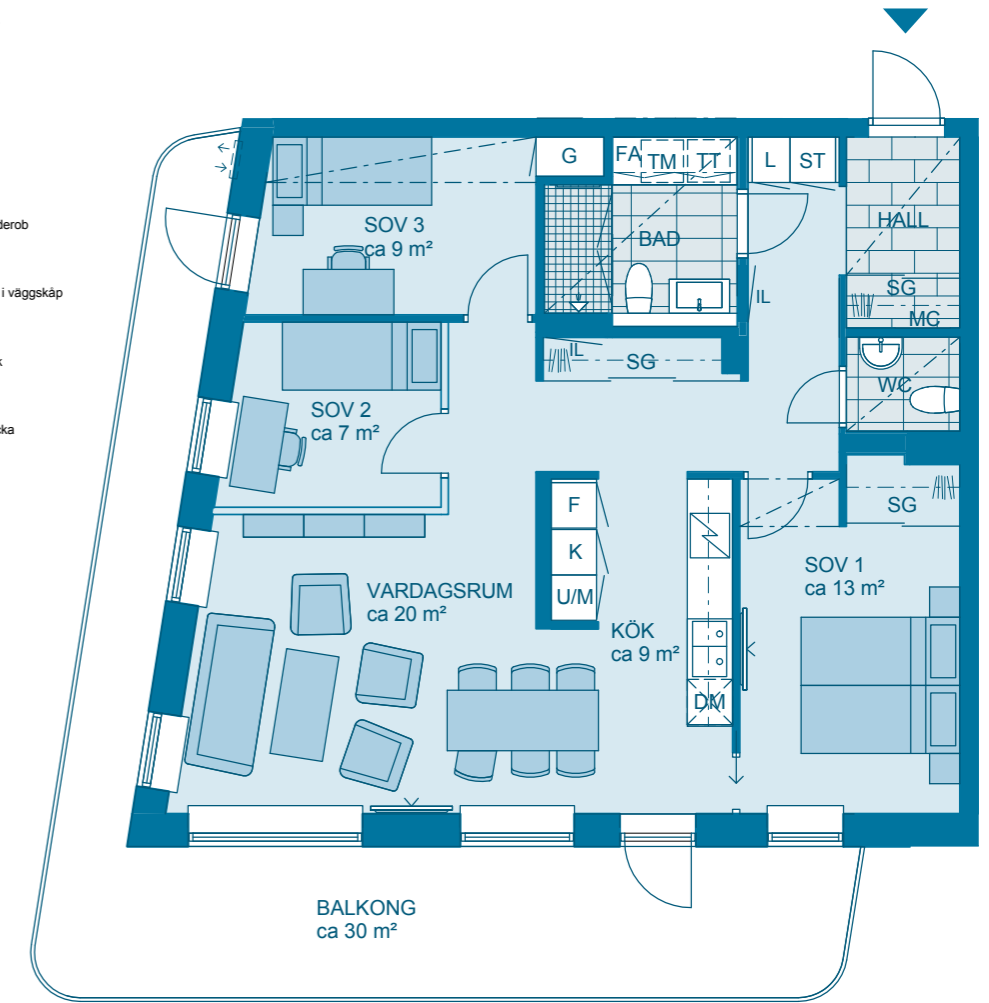 derob
i väggskåp
k
cka
G
FA
TM
TT
L
ST
SOV 3
ca 9 m²
BAD
HALL
IL
SG
MC
IL
SG
WC
SOV 2
ca 7 m²
F
K
U/M
SG
VARDAGSRUM
ca 20 m²
SOV 1
ca 13 m²
KÖK
ca 9 m²
DM
BALKONG
ca 30 m²